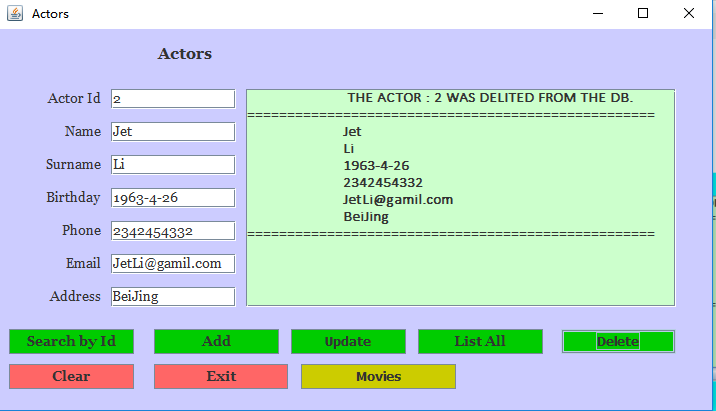 Actors
Actors
Actor Id 2
Name Jet
Surname Li
Birthday 1963-4-26
Phone 2342454332
Email JetLi@gamil.com
Address BeiJing
THE ACTOR : 2 WAS DELITED FROM THE DB.
===================================================
Jet
Li
1963-4-26
2342454332
JetLi@gamil.com
BeiJing
===================================================
Search by Id Add Update List All Delete
Clear Exit Movies